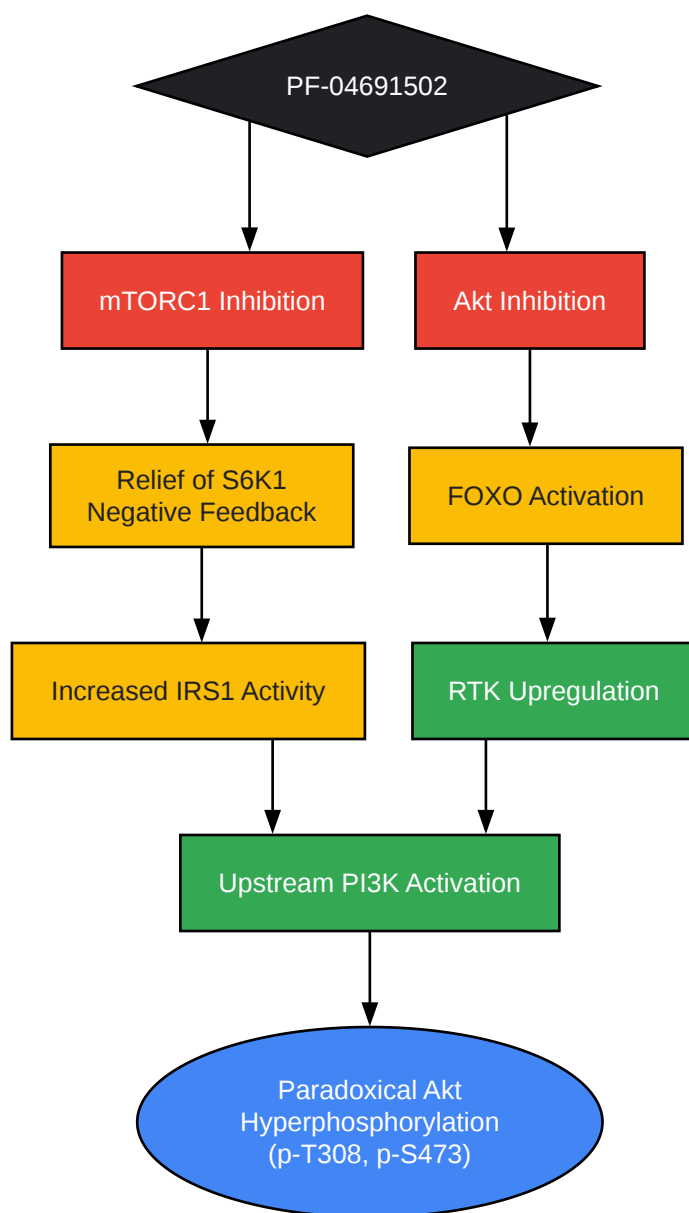 PF-04691502
mTORC1 Inhibition
Akt Inhibition
Relief of S6K1
Negative Feedback
FOXO Activation
Increased IRS1 Activity
RTK Upregulation
Upstream PI3K Activation
Paradoxical Akt
Hyperphosphorylation
(p-T308, p-S473)